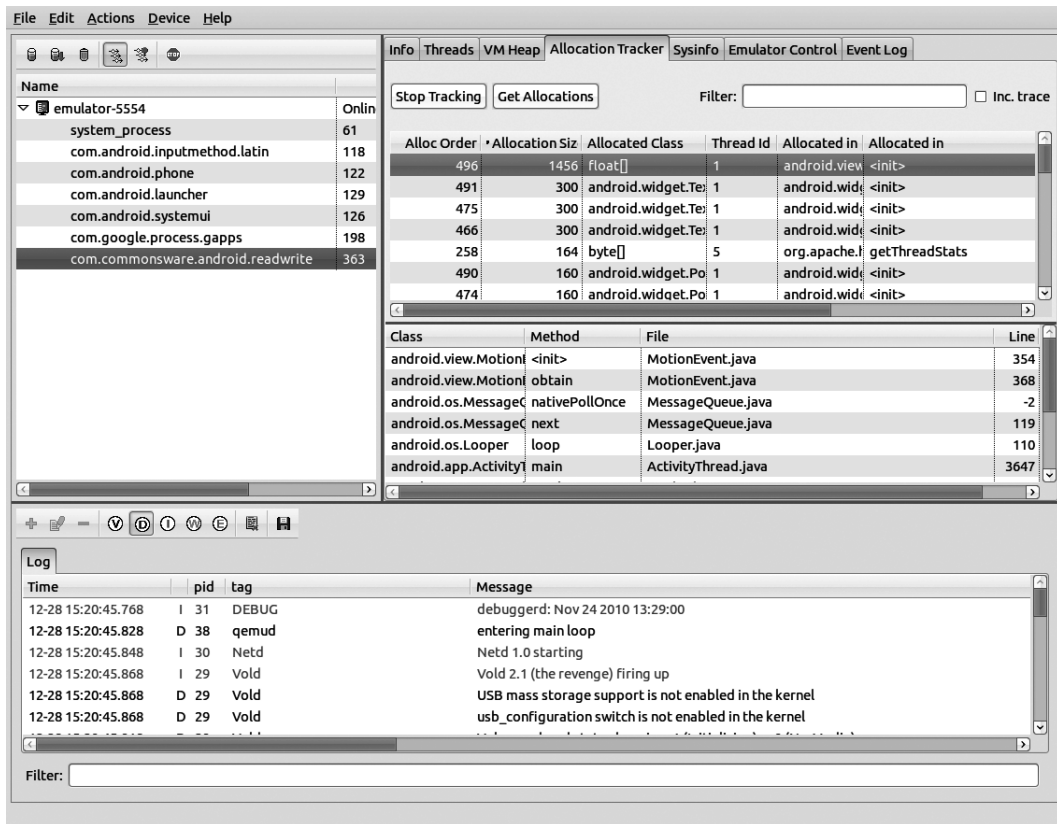 File Edit Actions Device Help
Name
emulator-5554 Onlin
system_process 61
com.android.inputmethod.latin 118
com.android.phone 122
com.android.launcher 129
com.android.systemui 126
com.google.process.gapps 198
com.commonsware.android.readwrite 363
Info Threads VM Heap Allocation Tracker Sysinfo Emulator Control Event Log
Stop Tracking Get Allocations Filter: Inc. trace
Alloc Order Allocation Siz Allocated Class Thread Id Allocated in Allocated in
496 1456 float[] 1 android.view <init>
491 300 android.widget.Te 1 android.wid <init>
475 300 android.widget.Te 1 android.wid <init>
466 300 android.widget.Te 1 android.wid <init>
258 164 byte[] 5 org.apache. getThreadStats
490 160 android.widget.Po 1 android.wid <init>
474 160 android.widget.Po 1 android.wid <init>
Class Method File Line
android.view.Motion <init> MotionEvent.java 354
android.view.Motion obtain MotionEvent.java 368
android.os.Message nativePollOnce MessageQueue.java -2
android.os.Message next MessageQueue.java 119
android.os.Looper loop Looper.java 110
android.app.Activity main ActivityThread.java 3647
V D I W E
Log
Time pid tag Message
12-28 15:20:45.768 I 31 DEBUG debuggerd: Nov 24 2010 13:29:00
12-28 15:20:45.828 D 38 qemud entering main loop
12-28 15:20:45.848 I 30 Netd Netd 1.0 starting
12-28 15:20:45.868 I 29 Vold Vold 2.1 (the revenge) firing up
12-28 15:20:45.868 D 29 Vold USB mass storage support is not enabled in the kernel
12-28 15:20:45.868 D 29 Vold usb_configuration switch is not enabled in the kernel
Filter: